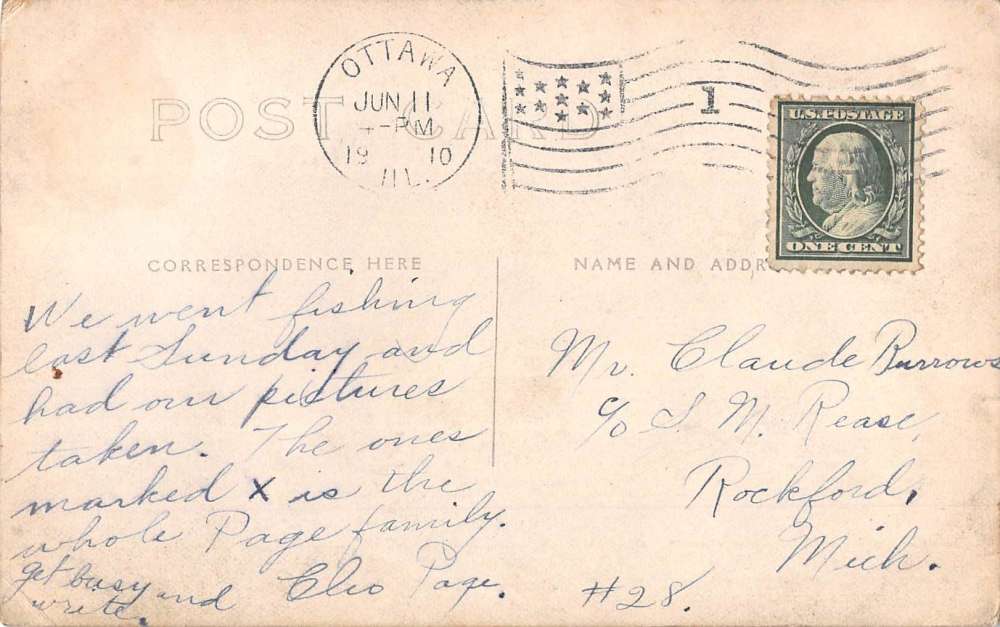 OTTAWA
JUN 11
4-PM
19 10
ILL.
1
U.S. POSTAGE
ONE CENT
POST CARD
CORRESPONDENCE HERE
NAME AND ADDR
We went fishing
last Sunday and
had our pictures
taken. The ones
marked X is the
whole Page family.
get busy and Cleo Page.
write.
Mr. Claude Burrows
c/o S. M. Rease,
Rockford,
Mich.
#28.